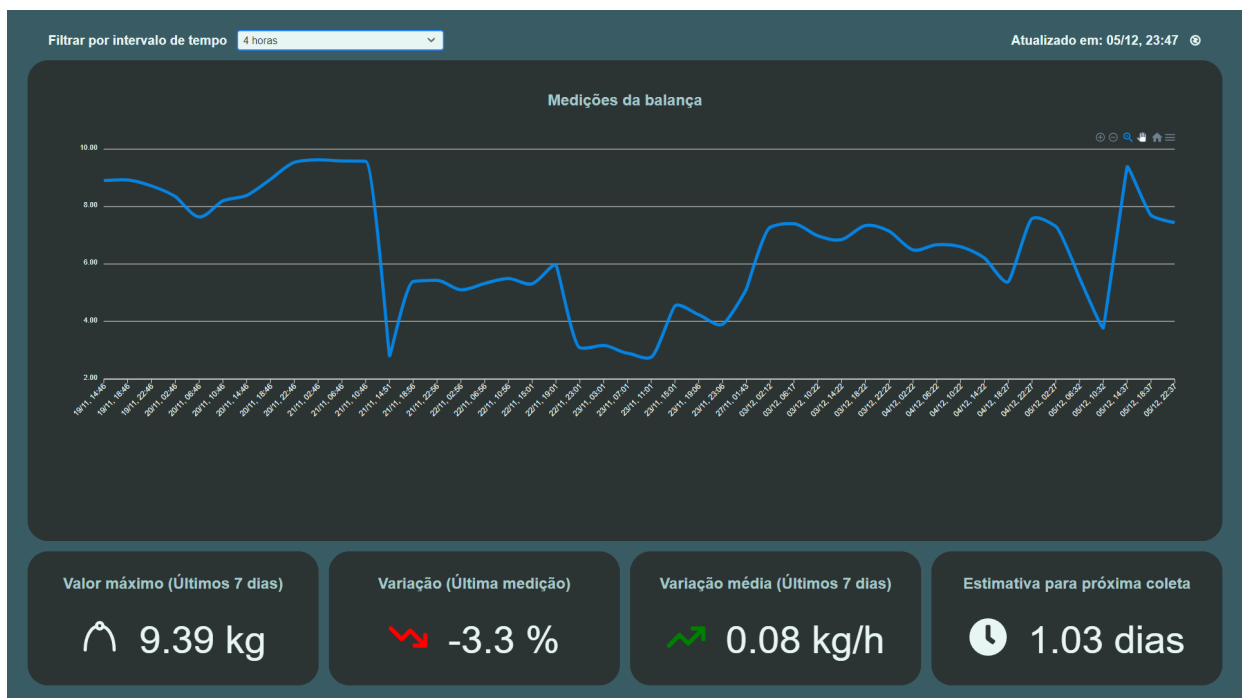 Filtrar por intervalo de tempo 4 horas Atualizado em: 05/12, 23:47
Medições da balança
10.00
8.00
6.00
4.00
2.00
19/11, 14:46 19/11, 18:46 19/11, 22:46 20/11, 02:46 20/11, 06:46 20/11, 10:46 20/11, 14:46 20/11, 18:46 20/11, 22:46 21/11, 02:46 21/11, 06:46 21/11, 10:46 21/11, 14:51 21/11, 18:56 21/11, 22:56 22/11, 02:56 22/11, 06:56 22/11, 10:56 22/11, 15:01 22/11, 19:01 22/11, 23:01 23/11, 03:01 23/11, 07:01 23/11, 11:01 23/11, 15:01 23/11, 19:06 23/11, 23:06 27/11, 01:43 03/12, 02:12 03/12, 06:17 03/12, 10:22 03/12, 14:22 03/12, 18:22 03/12, 22:22 04/12, 02:22 04/12, 06:22 04/12, 10:22 04/12, 14:22 04/12, 18:27 04/12, 22:27 05/12, 02:27 05/12, 06:32 05/12, 10:32 05/12, 14:37 05/12, 18:37 05/12, 22:37
Valor máximo (Últimos 7 dias) Variação (Última medição) Variação média (Últimos 7 dias) Estimativa para próxima coleta
9.39 kg -3.3 % 0.08 kg/h 1.03 dias